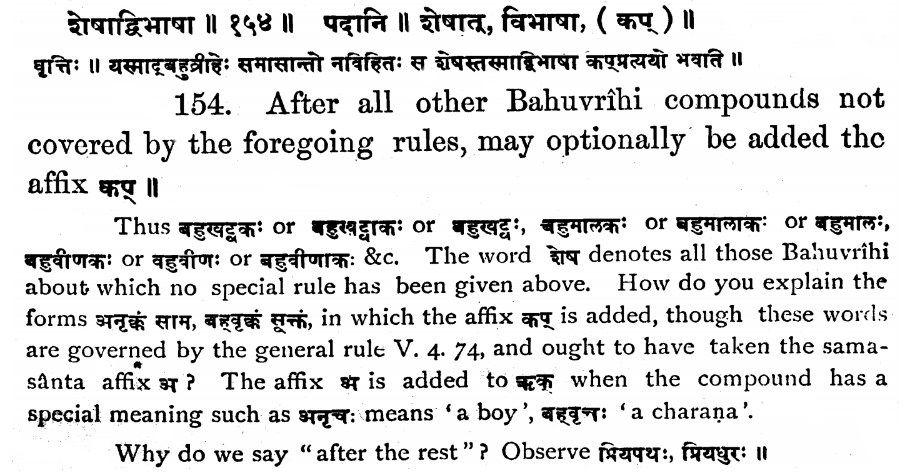 शेषाद्विभाषा ॥ १५४ ॥ पदानि ॥ शेषात्, विभाषा, ( कप् ) ॥
वृत्तिः ॥ यस्माद्बहुव्रीहेः समासान्तो नविहितः स शेषस्तस्माद्विभाषा कप्प्रत्ययो भवति ॥
154. After all other Bahuvrîhi compounds not
covered by the foregoing rules, may optionally be added the
affix कप् ॥
Thus बहुखट्वकः or बहुखट्वाकः or बहुखट्वः, बहुमालकः or बहुमालाकः or बहुमालः,
बहुवीणकः or बहुवीणः or बहुवीणाकः &c. The word शेष denotes all those Bahuvrîhi
about which no special rule has been given above. How do you explain the
forms अनृक्कं साम, बह्वृक्कं सूक्तं, in which the affix कप् is added, though these words
are governed by the general rule V. 4. 74, and ought to have taken the sama-
sânta affix अ ? The affix अ is added to ऋक् when the compound has a
special meaning such as अनृचः means 'a boy', बह्वृचः 'a charaṇa'.
Why do we say "after the rest"? Observe प्रियपथः, प्रियधुरः ॥